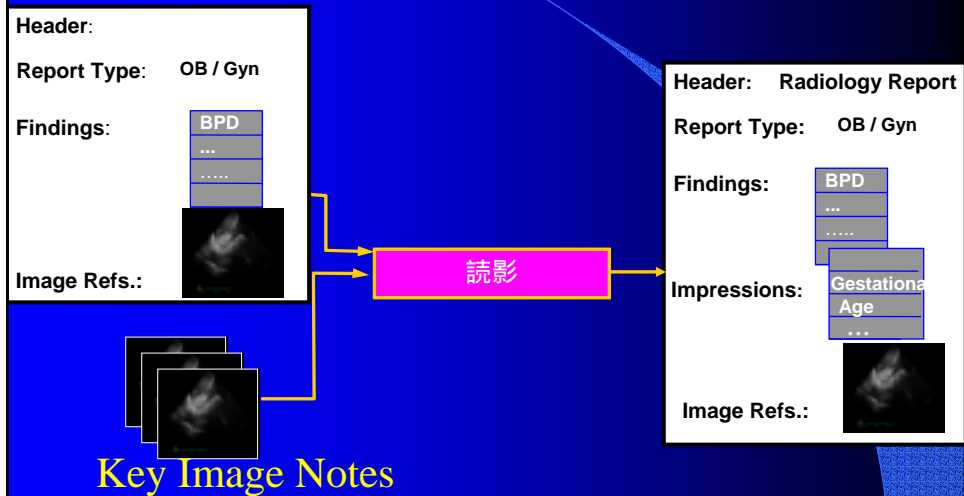 Header:
Report Type: OB / Gyn
Findings:
BPD
...
.....
Image Refs.:
Key Image Notes
読影
Header: Radiology Report
Report Type: OB / Gyn
Findings:
BPD
...
.....
Impressions:
Gestationa
Age
...
Image Refs.: